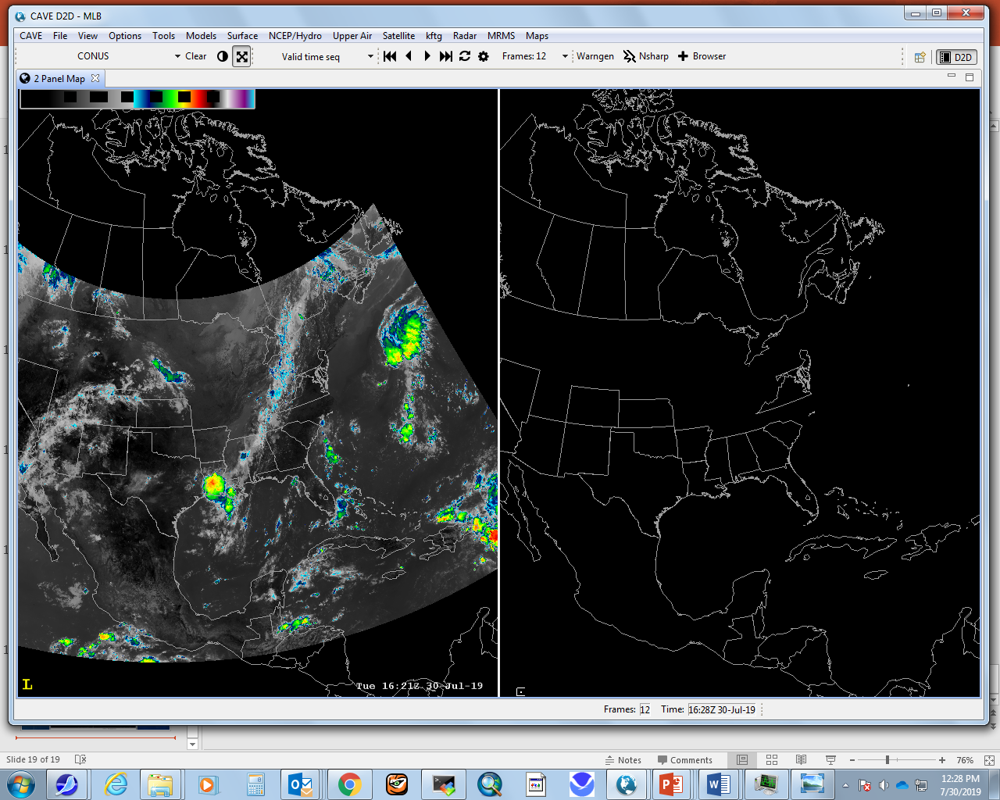 CAVE D2D - MLB
CAVE File View Options Tools Models Surface NCEP/Hydro Upper Air Satellite kftg Radar MRMS Maps
CONUS Clear Valid time seq Frames: 12 Warngen Nsharp Browser D2D
2 Panel Map
L
Tue 16:21Z 30-Jul-19
Frames: 12 Time: 16:28Z 30-Jul-19
Slide 19 of 19 Notes Comments 76%
12:28 PM
7/30/2019